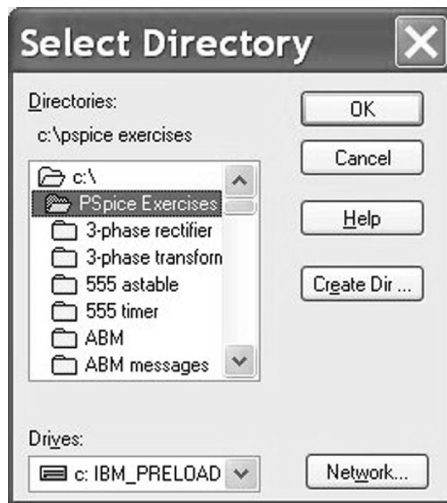 Select Directory
Directories:
c:\pspice exercises
c:\
PSpice Exercises
3-phase rectifier
3-phase transforn
555 astable
555 timer
ABM
ABM messages
OK
Cancel
Help
Create Dir ...
Drives:
c: IBM_PRELOAD
Network...